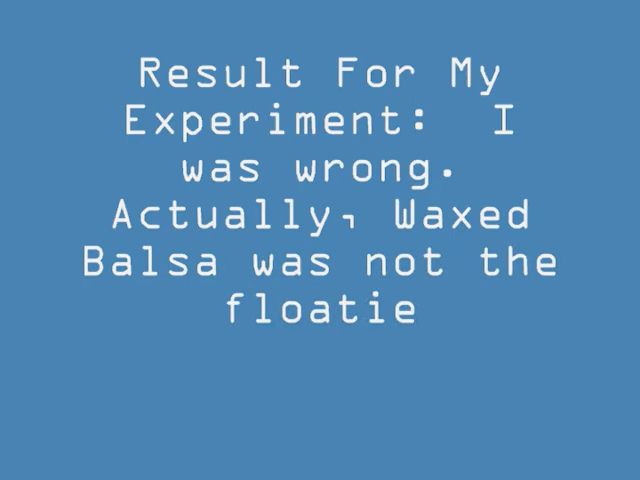 Result For My
Experiment:  I
was wrong.
Actually, Waxed
Balsa was not the
floatie